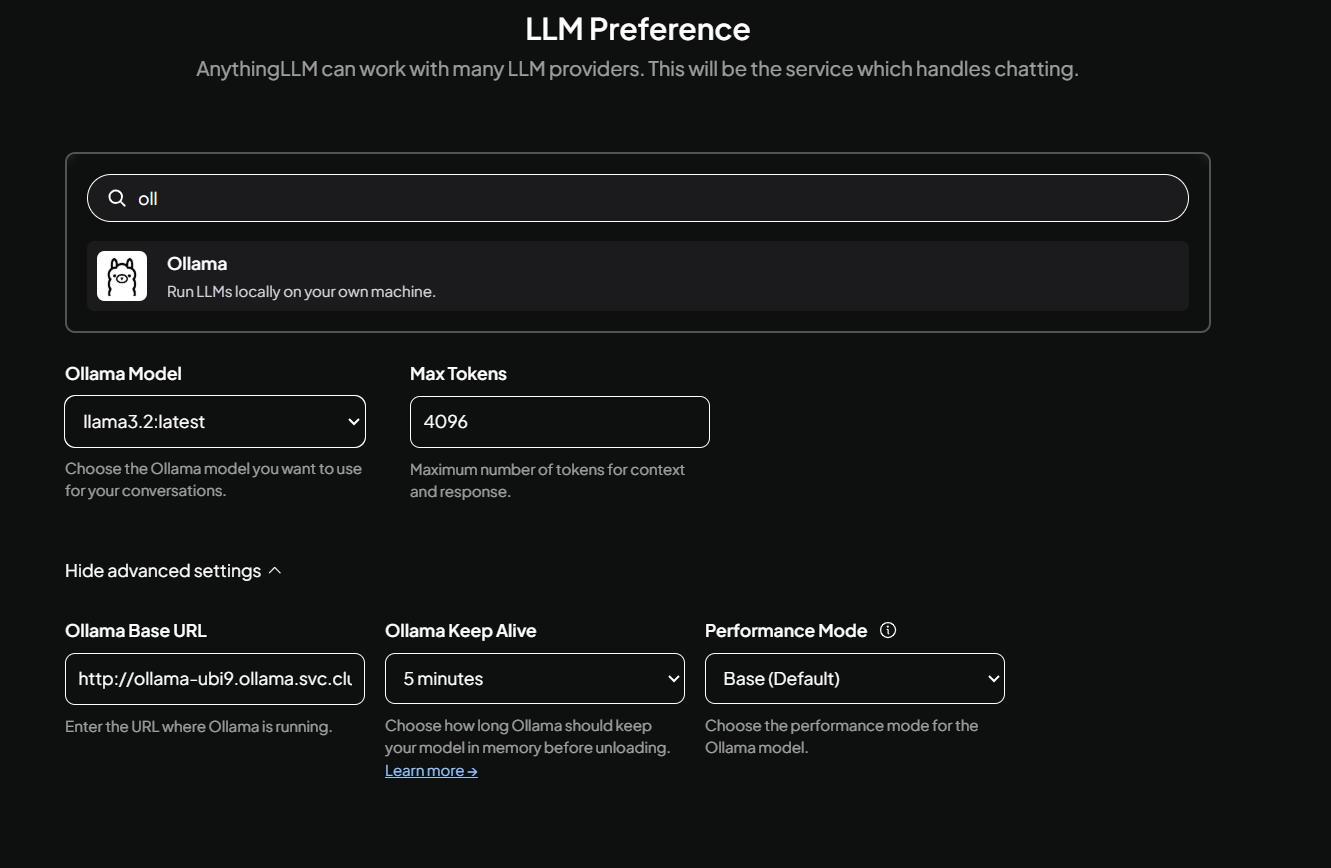 LLM Preference
AnythingLLM can work with many LLM providers. This will be the service which handles chatting.
oll
Ollama
Run LLMs locally on your own machine.
Ollama Model
llama3.2:latest
Choose the Ollama model you want to use
for your conversations.
Max Tokens
4096
Maximum number of tokens for context
and response.
Hide advanced settings
Ollama Base URL
http://ollama-ubi9.ollama.svc.clu
Enter the URL where Ollama is running.
Ollama Keep Alive
5 minutes
Choose how long Ollama should keep
your model in memory before unloading.
Learn more →
Performance Mode
Base (Default)
Choose the performance mode for the
Ollama model.